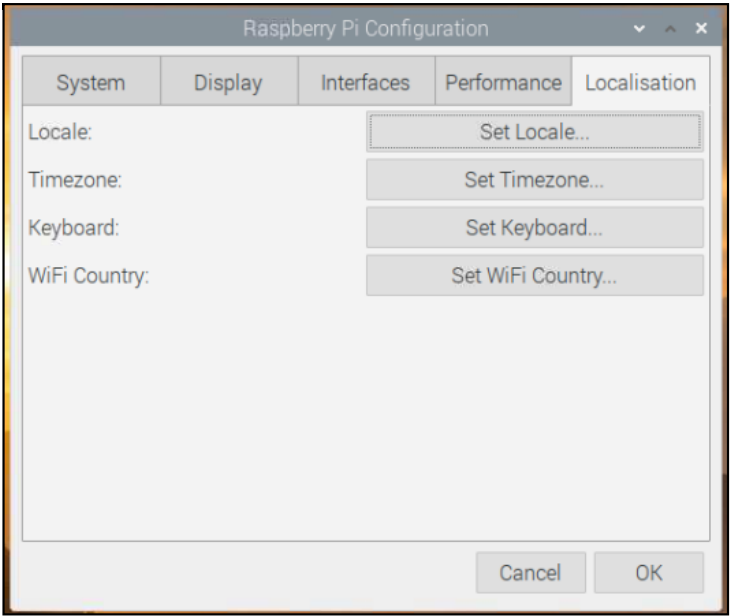 Raspberry Pi Configuration
System Display Interfaces Performance Localisation
Locale: Set Locale...
Timezone: Set Timezone...
Keyboard: Set Keyboard...
WiFi Country: Set WiFi Country...
Cancel OK